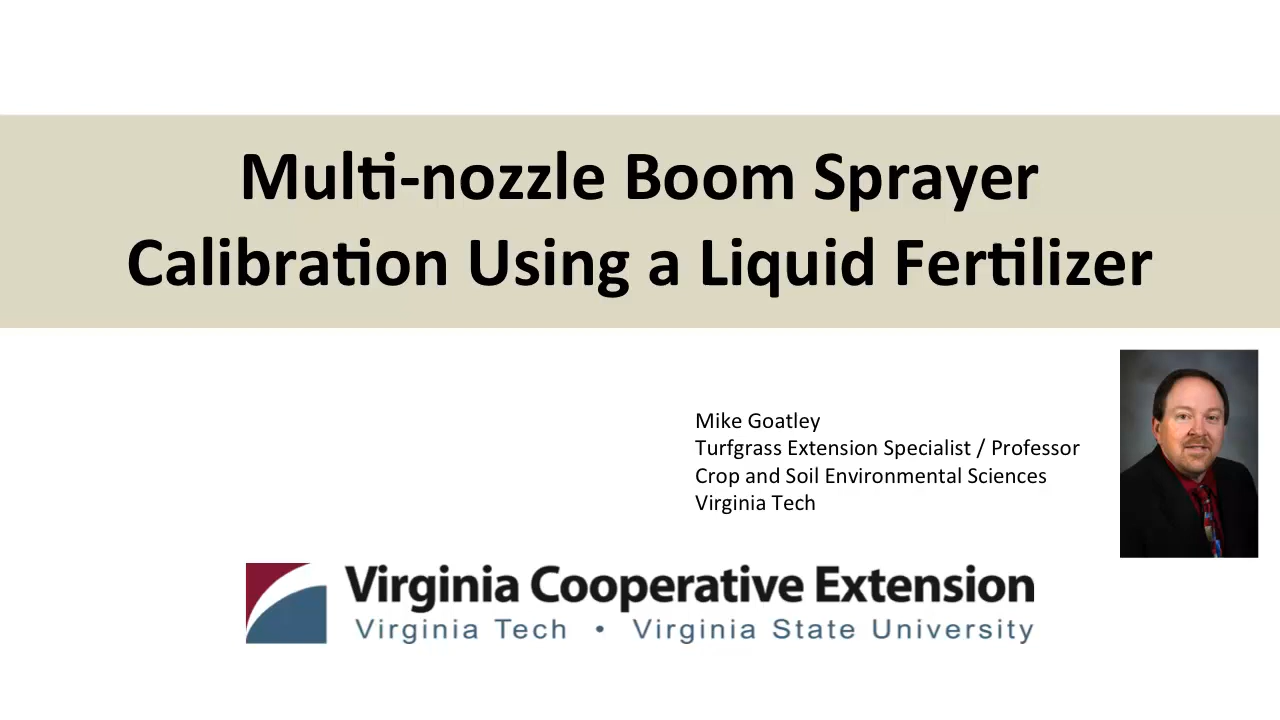 Multi-nozzle Boom Sprayer
Calibration Using a Liquid Fertilizer
Mike Goatley
Turfgrass Extension Specialist / Professor
Crop and Soil Environmental Sciences
Virginia Tech
Virginia Cooperative Extension
Virginia Tech • Virginia State University